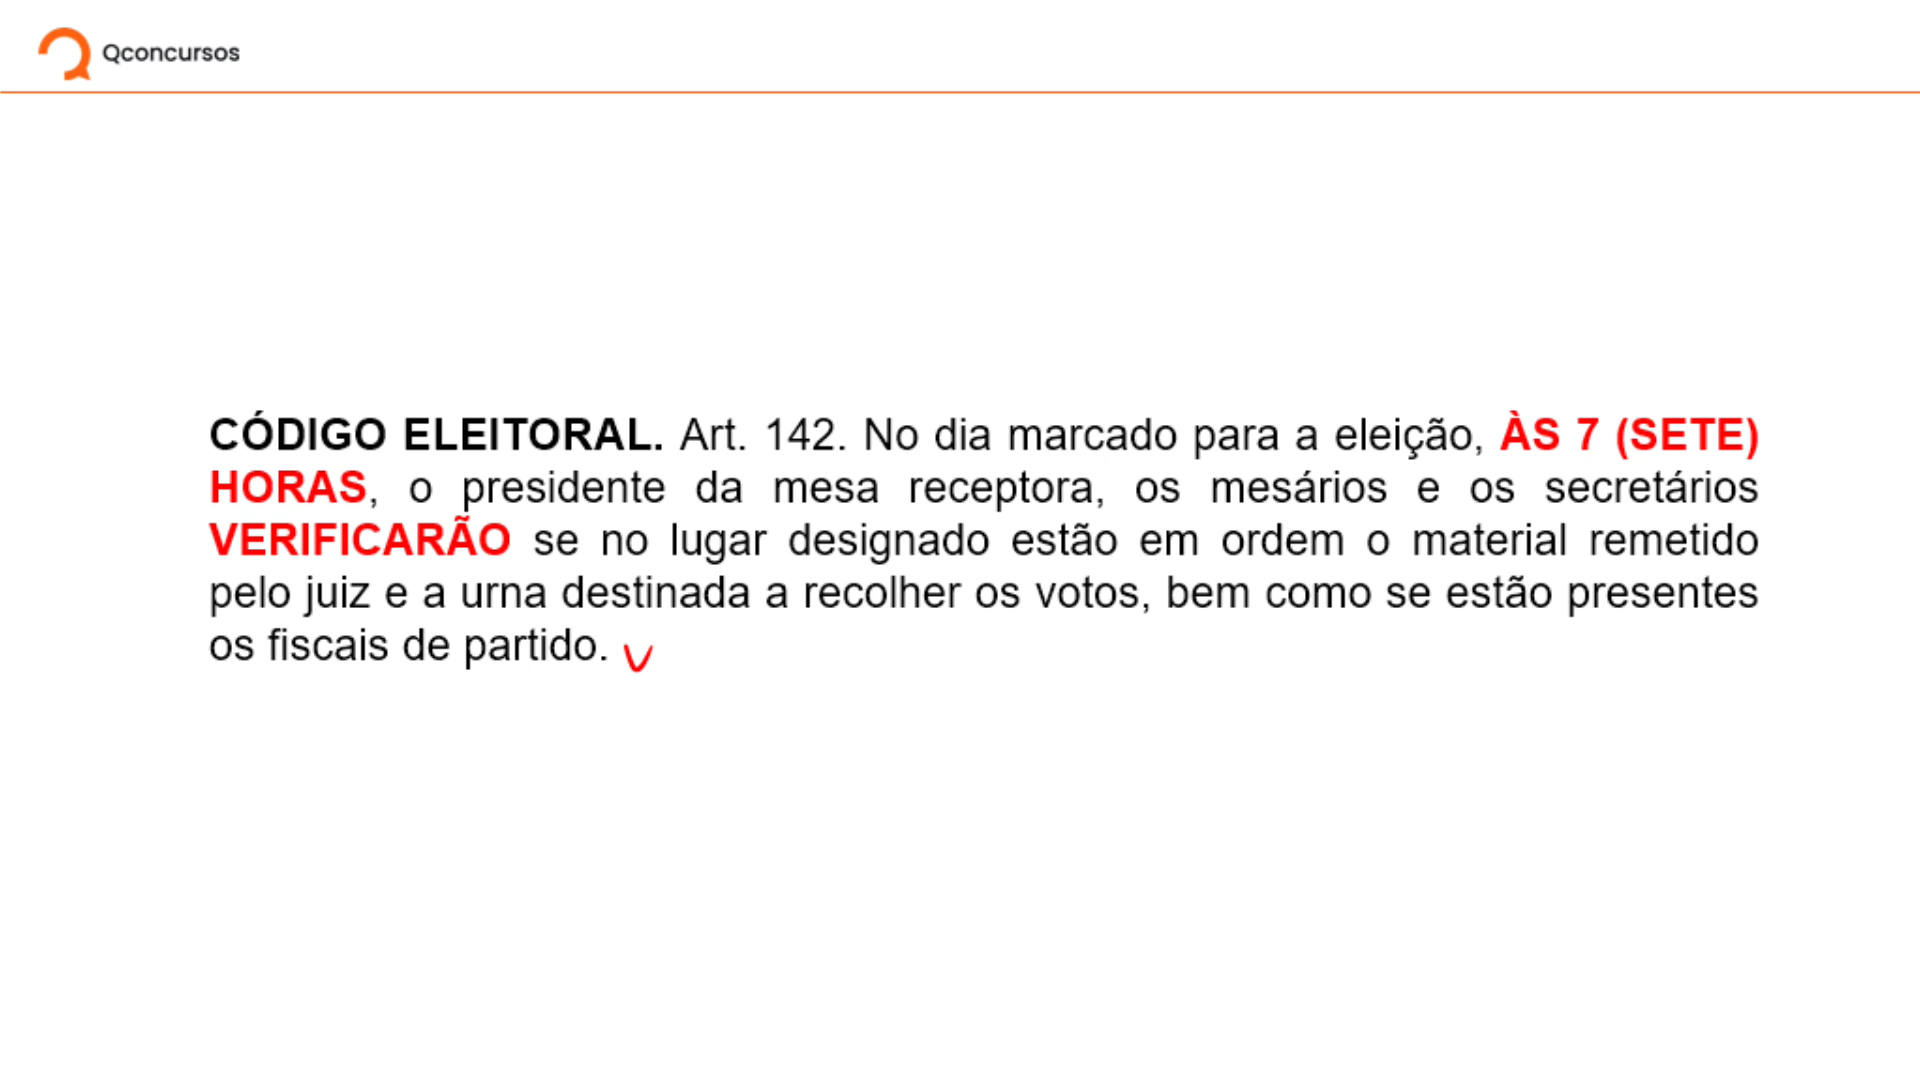 Qconcursos
CÓDIGO ELEITORAL. Art. 142. No dia marcado para a eleição, ÀS 7 (SETE)
HORAS, o presidente da mesa receptora, os mesários e os secretários
VERIFICARÃO se no lugar designado estão em ordem o material remetido
pelo juiz e a urna destinada a recolher os votos, bem como se estão presentes
os fiscais de partido.